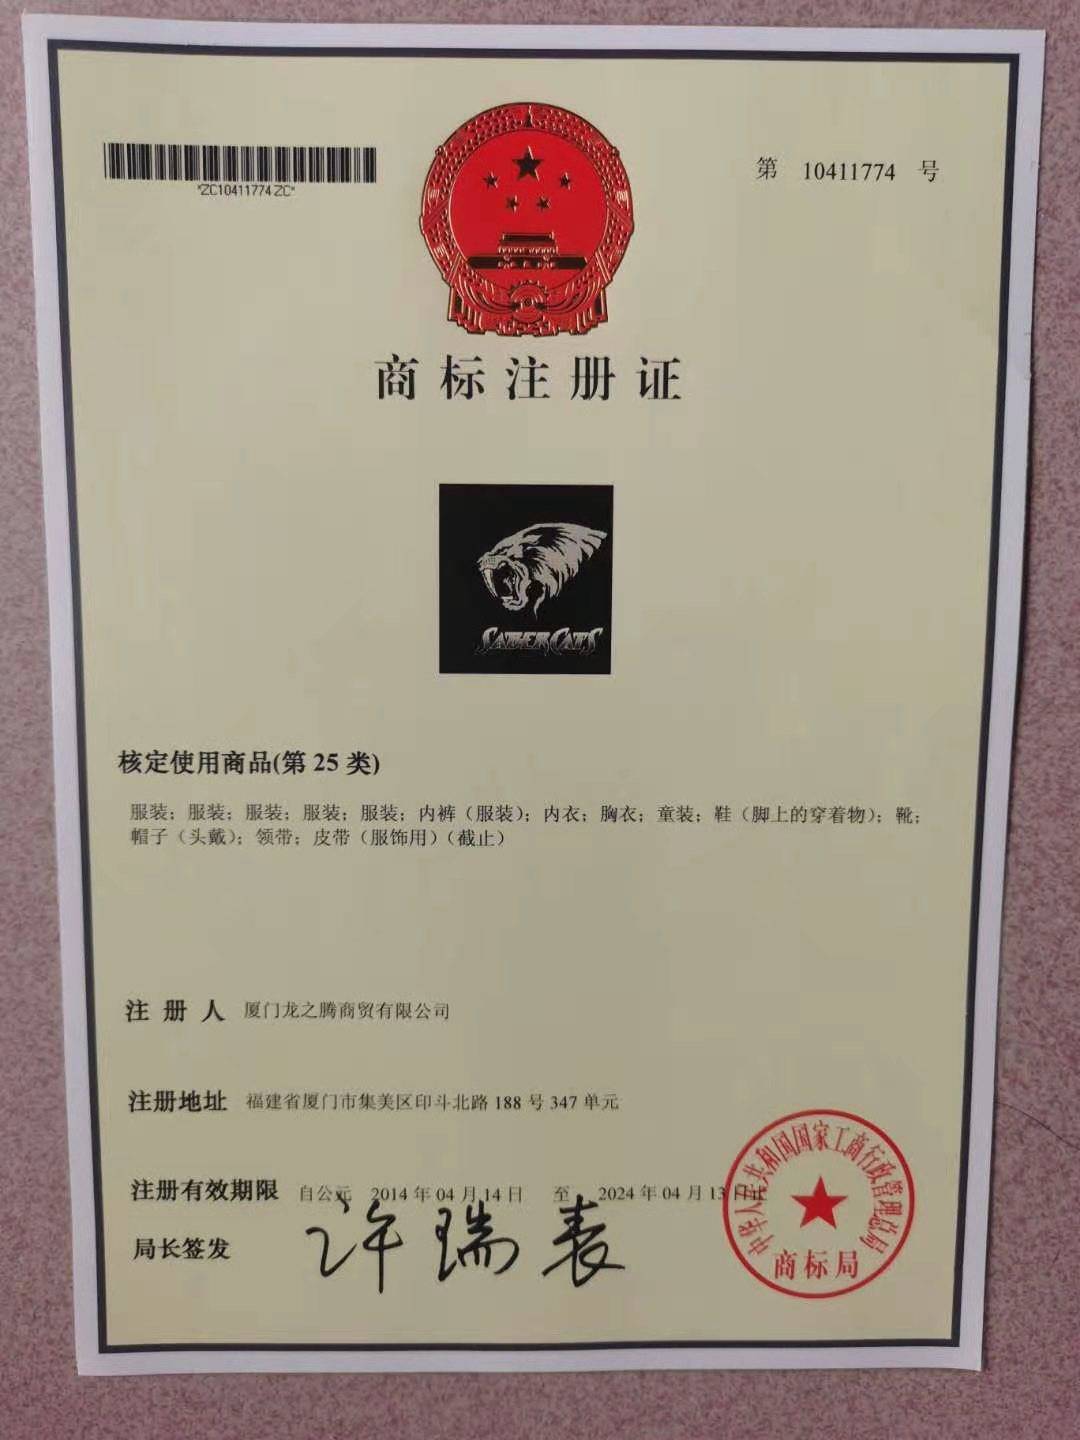 *ZC10411774ZC*
第 10411774 号
商标注册证
SABERCATS
核定使用商品(第 25 类)
服装；服装；服装；服装；服装；内裤（服装）；内衣；胸衣；童装；鞋（脚上的穿着物）；靴；
帽子（头戴）；领带；皮带（服饰用）（截止）
注 册 人 厦门龙之腾商贸有限公司
注册地址 福建省厦门市集美区印斗北路 188 号 347 单元
注册有效期限 自公元 2014 年 04 月 14 日 至 2024 年 04 月 13 日
局长签发 许瑞表
中华人民共和国国家工商行政管理总局
商标局